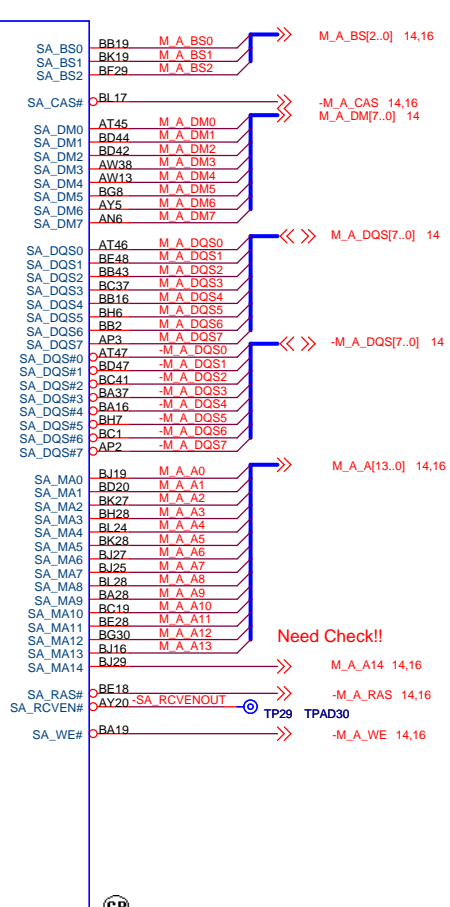 SA_BS0 BB19 M_A_BS0 M_A_BS[2..0] 14,16
SA_BS1 BK19 M_A_BS1
SA_BS2 BF29 M_A_BS2
SA_CAS# BL17 -M_A_CAS 14,16
M_A_DM[7..0] 14
SA_DM0 AT45 M_A_DM0
SA_DM1 BD44 M_A_DM1
SA_DM2 BD42 M_A_DM2
SA_DM3 AW38 M_A_DM3
SA_DM4 AW13 M_A_DM4
SA_DM5 BG8 M_A_DM5
SA_DM6 AY5 M_A_DM6
SA_DM7 AN6 M_A_DM7
SA_DQS0 AT46 M_A_DQS0 M_A_DQS[7..0] 14
SA_DQS1 BE48 M_A_DQS1
SA_DQS2 BB43 M_A_DQS2
SA_DQS3 BC37 M_A_DQS3
SA_DQS4 BB16 M_A_DQS4
SA_DQS5 BH6 M_A_DQS5
SA_DQS6 BB2 M_A_DQS6
SA_DQS7 AP3 M_A_DQS7
SA_DQS#0 AT47 -M_A_DQS0 -M_A_DQS[7..0] 14
SA_DQS#1 BD47 -M_A_DQS1
SA_DQS#2 BC41 -M_A_DQS2
SA_DQS#3 BA37 -M_A_DQS3
SA_DQS#4 BA16 -M_A_DQS4
SA_DQS#5 BH7 -M_A_DQS5
SA_DQS#6 BC1 -M_A_DQS6
SA_DQS#7 AP2 -M_A_DQS7
SA_MA0 BJ19 M_A_A0 M_A_A[13..0] 14,16
SA_MA1 BD20 M_A_A1
SA_MA2 BK27 M_A_A2
SA_MA3 BH28 M_A_A3
SA_MA4 BL24 M_A_A4
SA_MA5 BK28 M_A_A5
SA_MA6 BJ27 M_A_A6
SA_MA7 BJ25 M_A_A7
SA_MA8 BL28 M_A_A8
SA_MA9 BA28 M_A_A9
SA_MA10 BC19 M_A_A10
SA_MA11 BE28 M_A_A11
SA_MA12 BG30 M_A_A12
SA_MA13 BJ16 M_A_A13
Need Check!!
SA_MA14 BJ29 M_A_A14 14,16
SA_RAS# BE18 -M_A_RAS 14,16
SA_RCVEN# AY20 -SA_RCVENOUT TP29 TPAD30
SA_WE# BA19 -M_A_WE 14,16